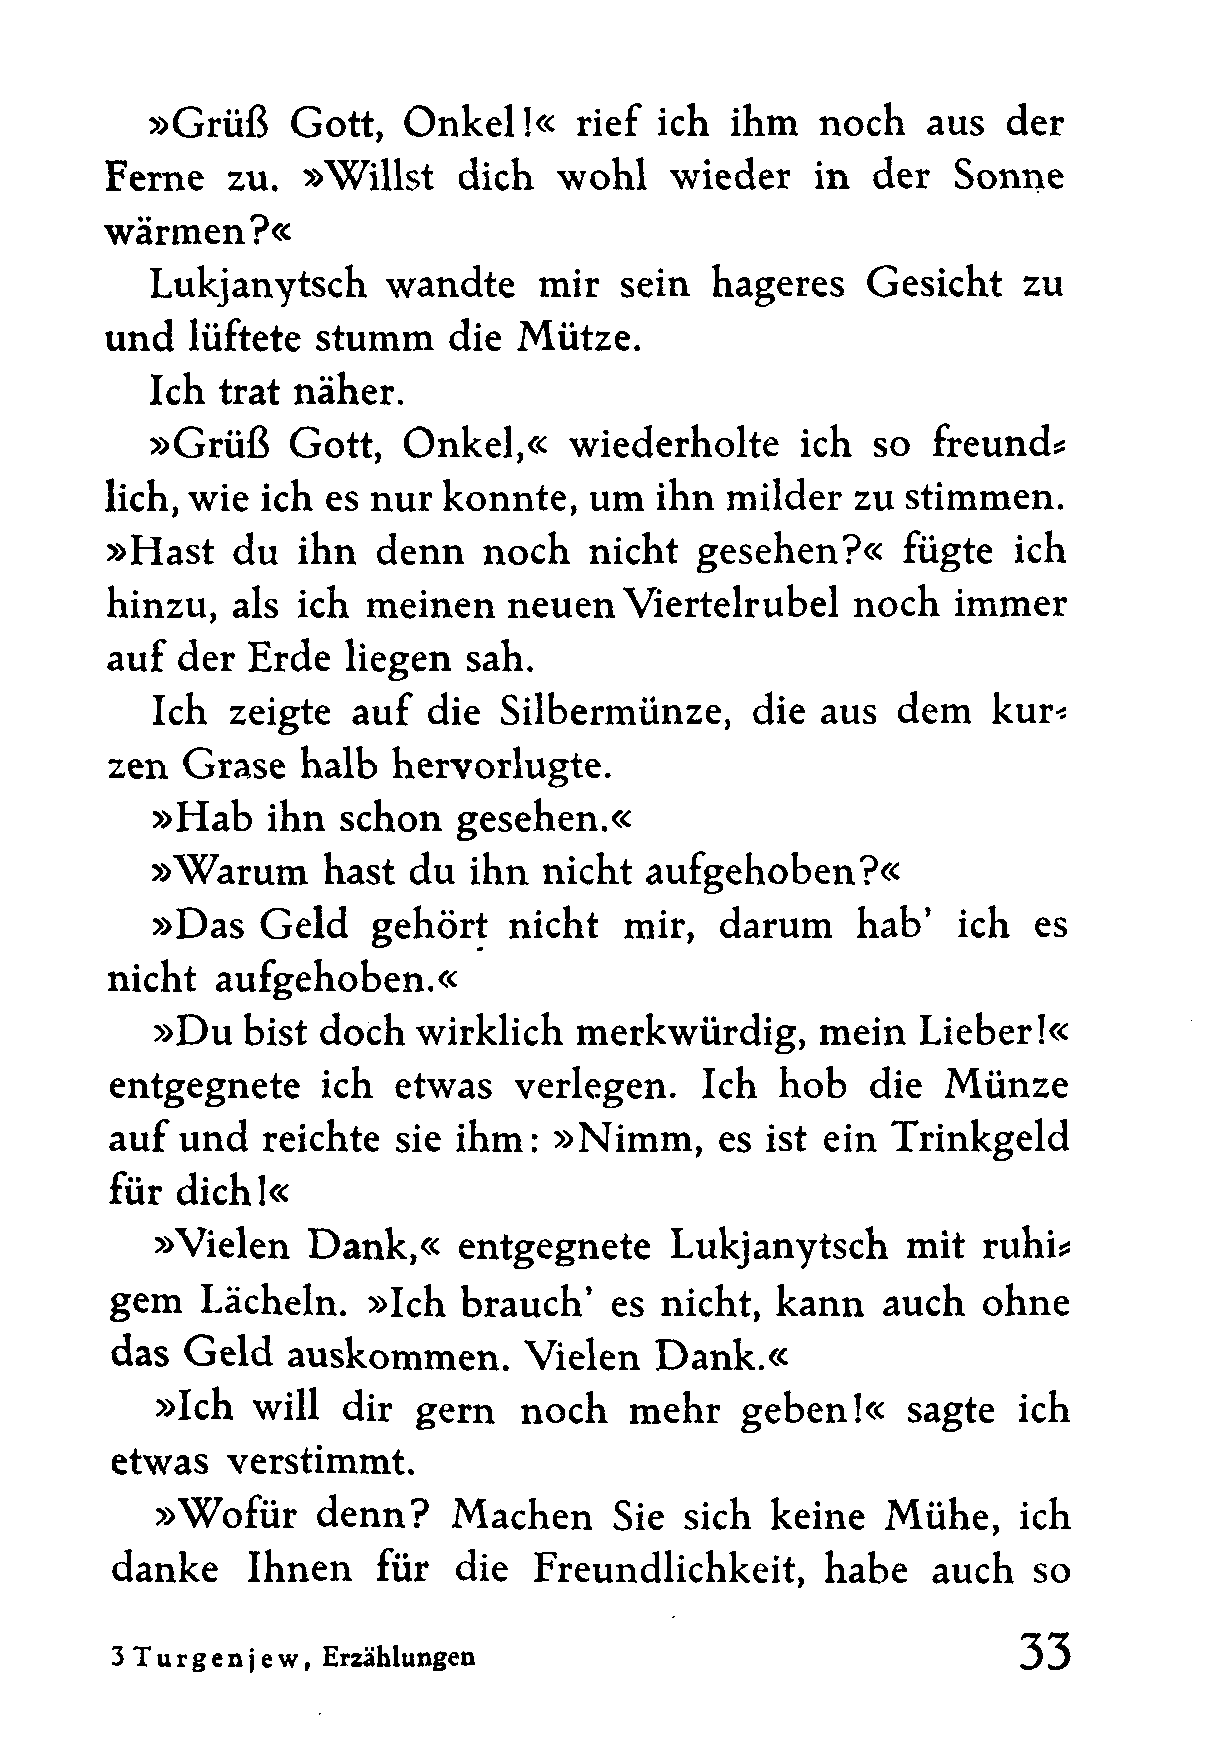 »Grüß Gott, Onkel!« rief ich ihm noch aus der
Ferne zu. »Willst dich wohl wieder in der Sonne
wärmen?«
Lukjanytsch wandte mir sein hageres Gesicht zu
und lüftete stumm die Mütze.
Ich trat näher.
»Grüß Gott, Onkel,« wiederholte ich so freund⸗
lich, wie ich es nur konnte, um ihn milder zu stimmen.
»Hast du ihn denn noch nicht gesehen?« fügte ich
hinzu, als ich meinen neuen Viertelrubel noch immer
auf der Erde liegen sah.
Ich zeigte auf die Silbermünze, die aus dem kur⸗
zen Grase halb hervorlugte.
»Hab ihn schon gesehen.«
»Warum hast du ihn nicht aufgehoben?«
»Das Geld gehört nicht mir, darum hab’ ich es
nicht aufgehoben.«
»Du bist doch wirklich merkwürdig, mein Lieber!«
entgegnete ich etwas verlegen. Ich hob die Münze
auf und reichte sie ihm: »Nimm, es ist ein Trinkgeld
für dich!«
»Vielen Dank,« entgegnete Lukjanytsch mit ruhi⸗
gem Lächeln. »Ich brauch’ es nicht, kann auch ohne
das Geld auskommen. Vielen Dank.«
»Ich will dir gern noch mehr geben!« sagte ich
etwas verstimmt.
»Wofür denn? Machen Sie sich keine Mühe, ich
danke Ihnen für die Freundlichkeit, habe auch so
3 Turgenjew, Erzählungen 33